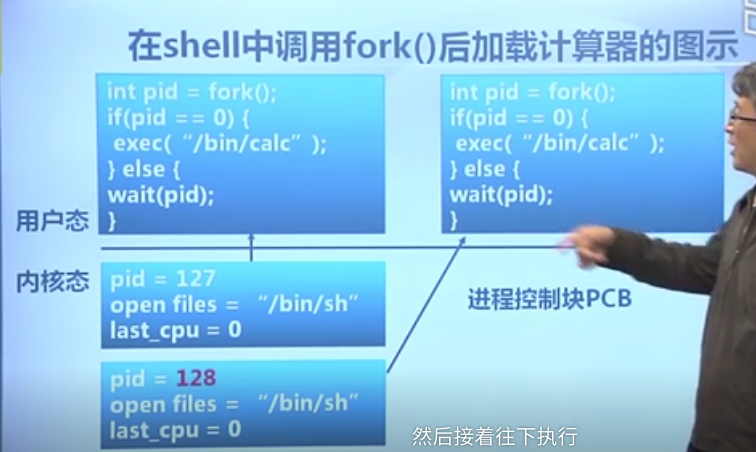 在shell中调用fork()后加载计算器的图示
int pid = fork();
if(pid == 0) {
exec( “/bin/calc” );
} else {
wait(pid);
}
int pid = fork();
if(pid == 0) {
exec( “/bin/calc” );
} else {
wait(pid);
}
用户态
内核态
pid = 127
open files = “/bin/sh”
last_cpu = 0
进程控制块PCB
pid = 128
open files = “/bin/sh”
last_cpu = 0
然后接着往下执行